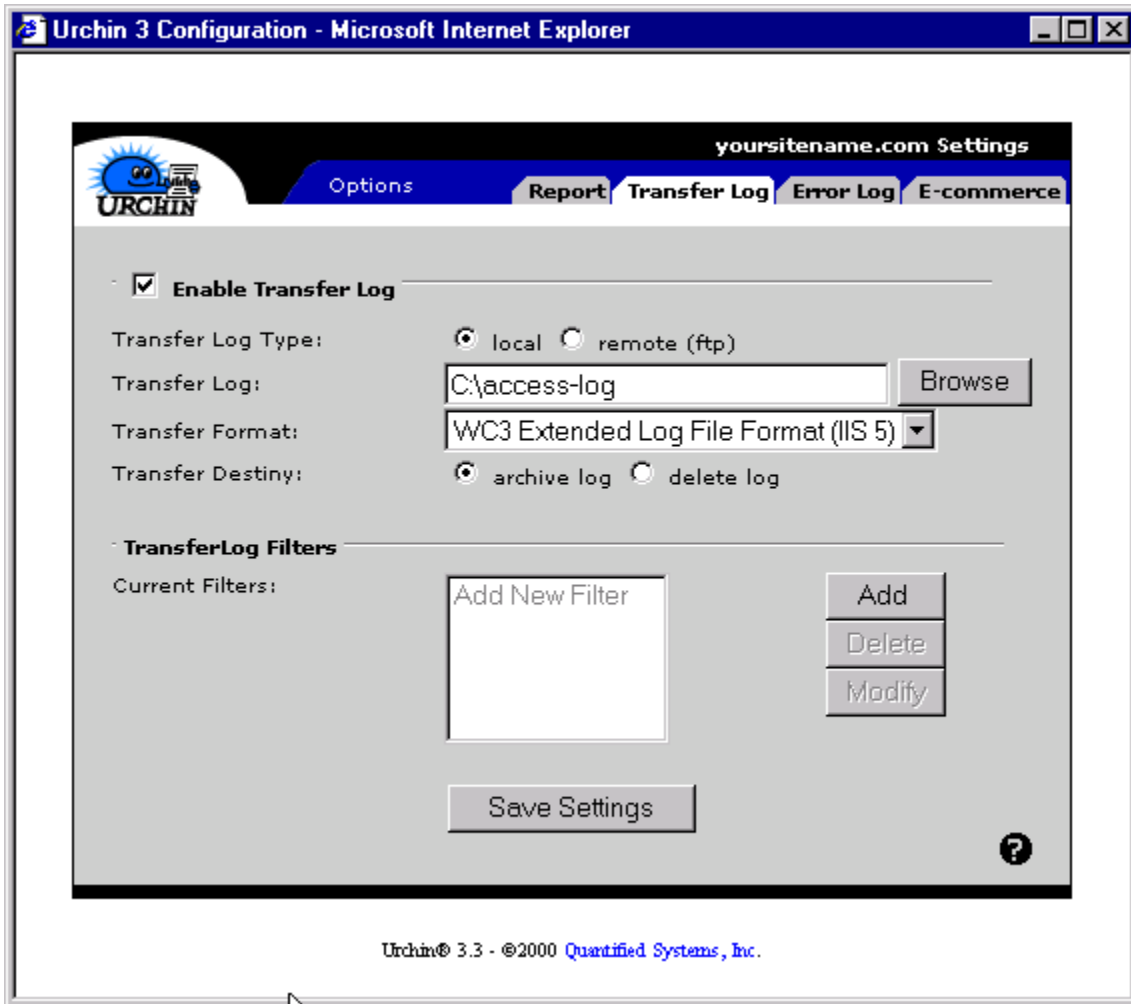 Urchin 3 Configuration - Microsoft Internet Explorer
yoursitename.com Settings
URCHIN
Options Report Transfer Log Error Log E-commerce
Enable Transfer Log
Transfer Log Type: local remote (ftp)
Transfer Log: C:\access-log Browse
Transfer Format: WC3 Extended Log File Format (IIS 5)
Transfer Destiny: archive log delete log
TransferLog Filters
Current Filters: Add New Filter Add
Delete
Modify
Save Settings
?
Urchin® 3.3 - ©2000 Quantified Systems, Inc.